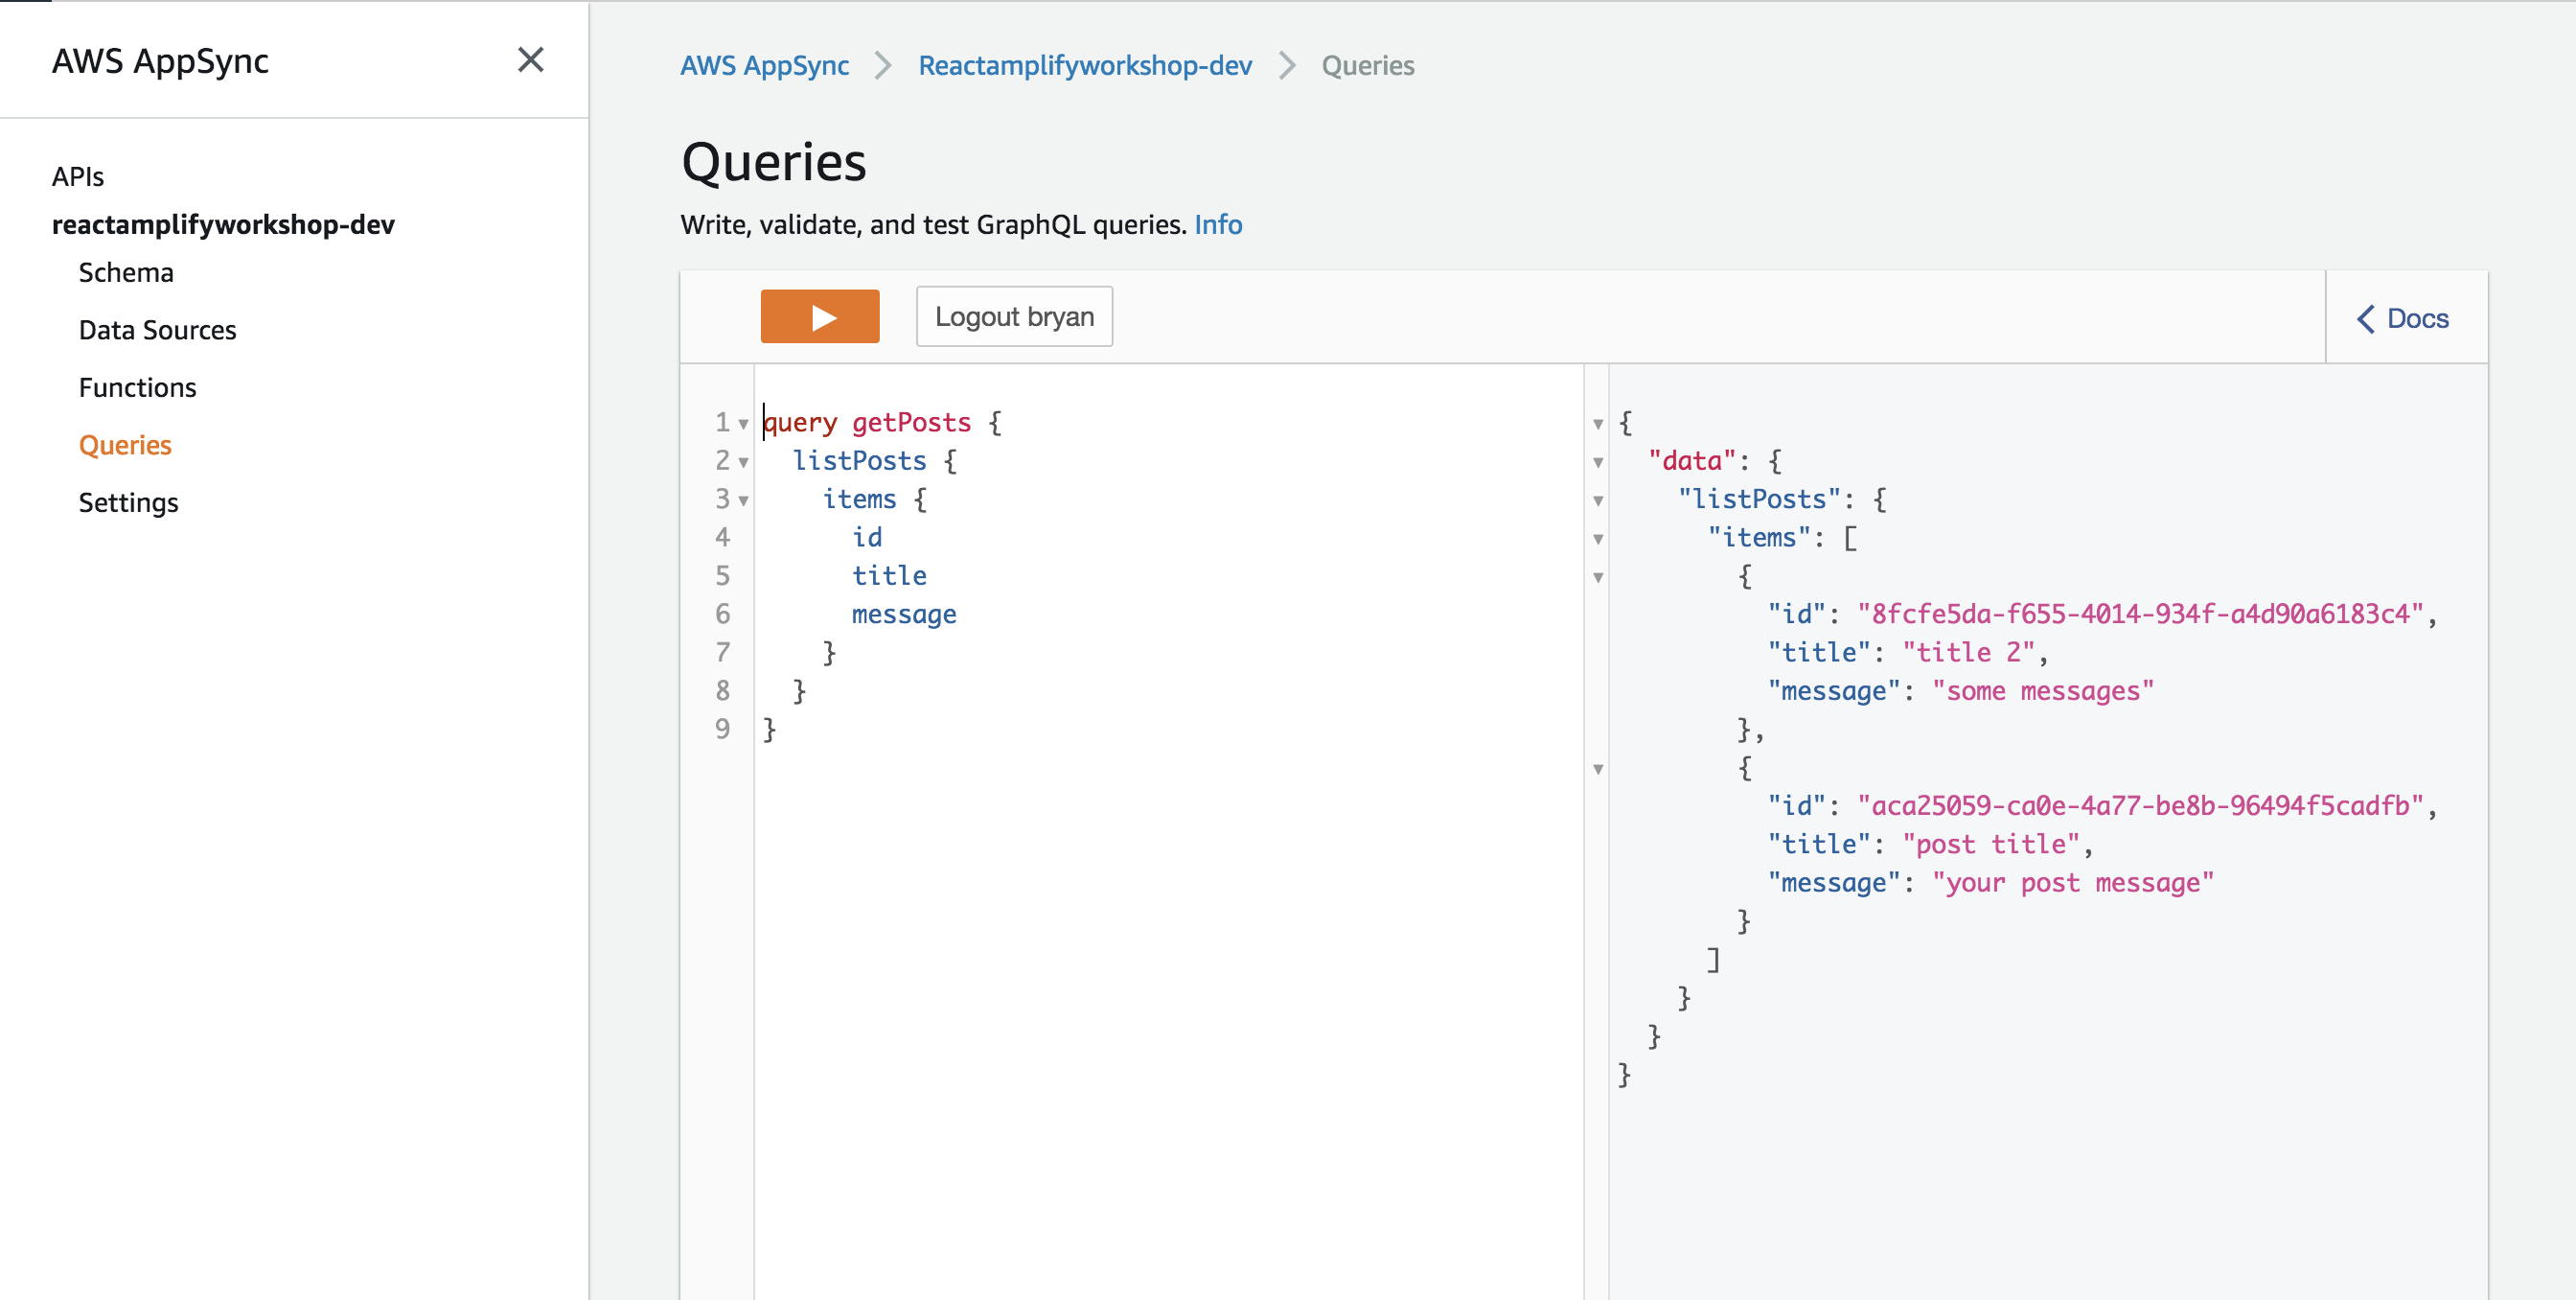 AWS AppSync
APIs
reactamplifyworkshop-dev
Schema
Data Sources
Functions
Queries
Settings
AWS AppSync > Reactamplifyworkshop-dev > Queries
Queries
Write, validate, and test GraphQL queries. Info
Logout bryan
Docs
1 query getPosts {
2 listPosts {
3 items {
4 id
5 title
6 message
7 }
8 }
9 }
{
"data": {
"listPosts": {
"items": [
{
"id": "8fcfe5da-f655-4014-934f-a4d90a6183c4",
"title": "title 2",
"message": "some messages"
},
{
"id": "aca25059-ca0e-4a77-be8b-96494f5cadfb",
"title": "post title",
"message": "your post message"
}
]
}
}
}